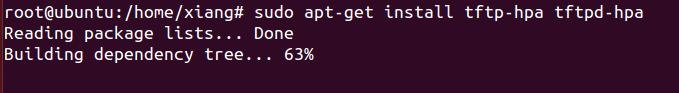 root@ubuntu:/home/xiang# sudo apt-get install tftp-hpa tftpd-hpa
Reading package lists... Done
Building dependency tree... 63%